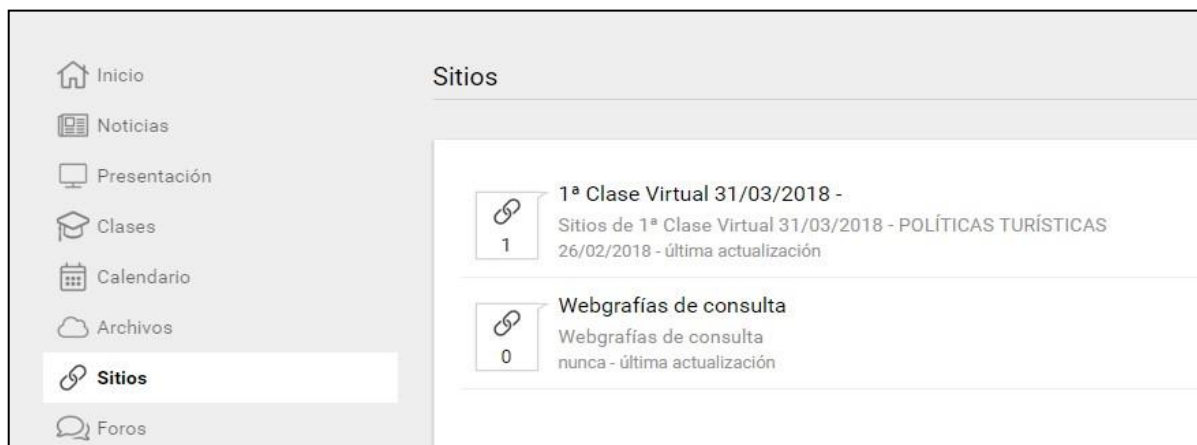 Inicio
Noticias
Presentación
Clases
Calendario
Archivos
Sitios
Foros
Sitios
1ª Clase Virtual 31/03/2018 -
Sitios de 1ª Clase Virtual 31/03/2018 - POLÍTICAS TURÍSTICAS
26/02/2018 - última actualización
1
Webgrafías de consulta
Webgrafías de consulta
nunca - última actualización
0